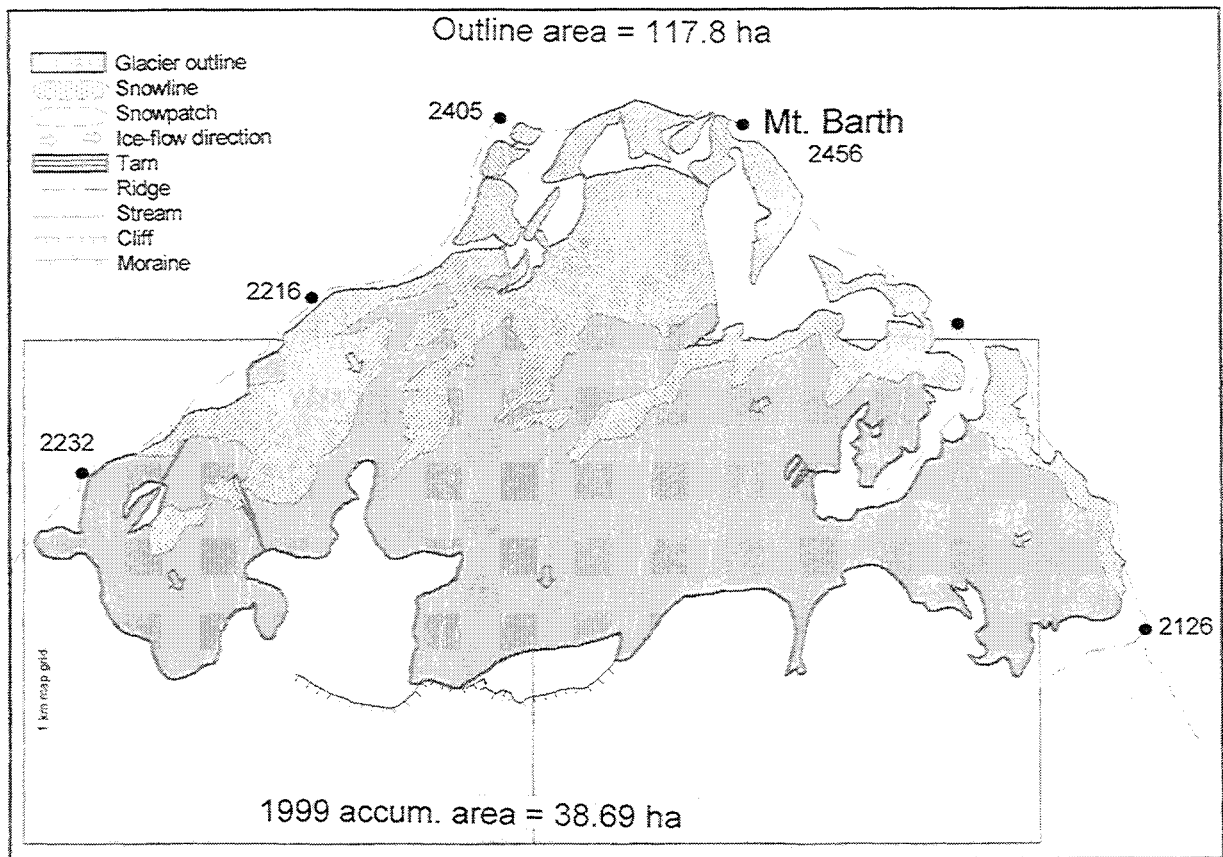 Outline area = 117.8 ha
Glacier outline
Snowline
Snowpatch
Ice-flow direction
Tarn
Ridge
Stream
Cliff
Moraine
2405
Mt. Barth
2456
2216
2232
2126
1 km map grid
1999 accum. area = 38.69 ha